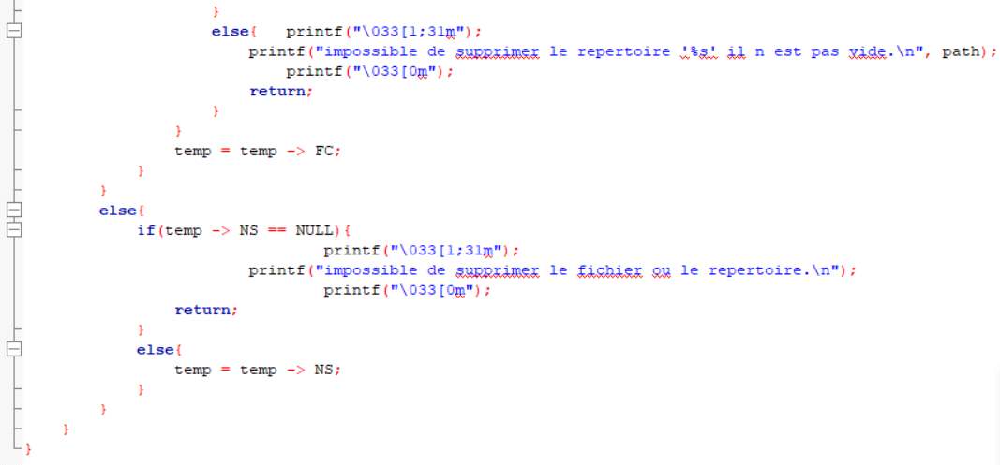 }
else{   printf("\033[1;31m");
printf("impossible de supprimer le repertoire '%s' il n est pas vide.\n", path);
printf("\033[0m");
return;
}
}
temp = temp -> FC;
}
}
else{
if(temp -> NS == NULL){
printf("\033[1;31m");
printf("impossible de supprimer le fichier ou le repertoire.\n");
printf("\033[0m");
return;
}
else{
temp = temp -> NS;
}
}
}
}